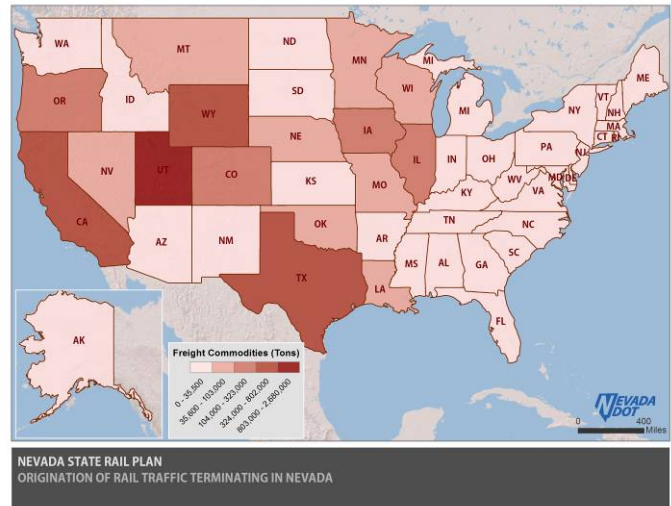 WA
MT
ND
MN
MI
ME
OR
ID
SD
WI
MI
NY
VT
NH
MA
CT
RI
WY
NE
IA
IL
IN
OH
PA
NJ
MD
DE
NV
UT
CO
KS
MO
KY
WV
VA
CA
AZ
NM
OK
AR
TN
NC
SC
TX
LA
MS
AL
GA
FL
AK
Freight Commodities (Tons)
0 - 35,500
35,600 - 103,000
104,000 - 323,000
324,000 - 802,000
803,000 - 2,680,000
NEVADA
DOT
0 400
Miles
NEVADA STATE RAIL PLAN
ORIGINATION OF RAIL TRAFFIC TERMINATING IN NEVADA